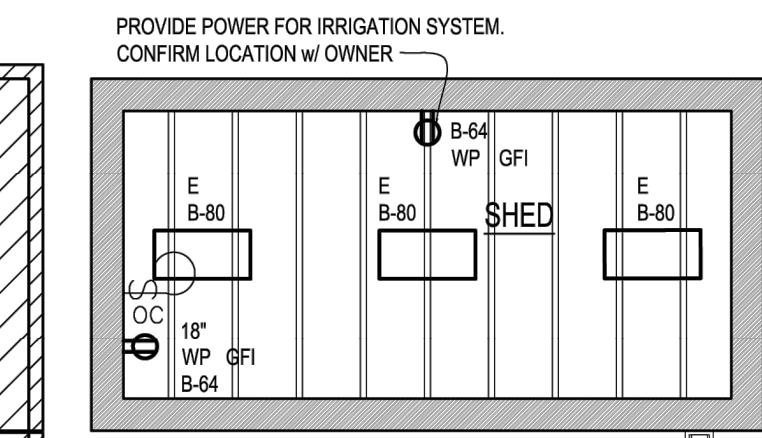 PROVIDE POWER FOR IRRIGATION SYSTEM.
CONFIRM LOCATION w/ OWNER
B-64
WP GFI
E
B-80
E
B-80
SHED
E
B-80
S
OC
18"
WP GFI
B-64